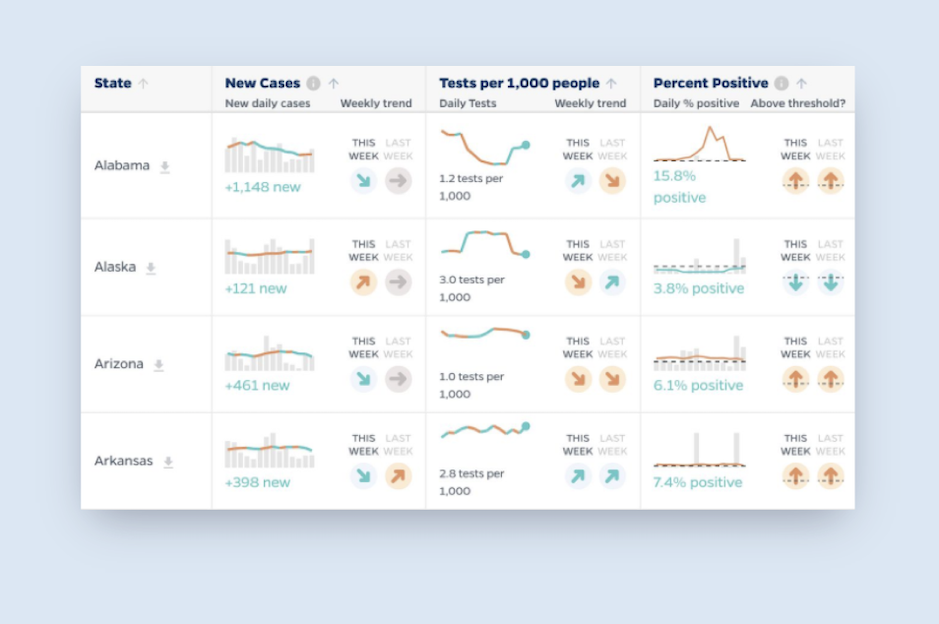 State New Cases Tests per 1,000 people Percent Positive
New daily cases Weekly trend Daily Tests Weekly trend Daily % positive Above threshold?
Alabama
+1,148 new
THIS LAST
WEEK WEEK
1.2 tests per
1,000
THIS LAST
WEEK WEEK
15.8%
positive
THIS LAST
WEEK WEEK
Alaska
+121 new
THIS LAST
WEEK WEEK
3.0 tests per
1,000
THIS LAST
WEEK WEEK
3.8% positive
THIS LAST
WEEK WEEK
Arizona
+461 new
THIS LAST
WEEK WEEK
1.0 tests per
1,000
THIS LAST
WEEK WEEK
6.1% positive
THIS LAST
WEEK WEEK
Arkansas
+398 new
THIS LAST
WEEK WEEK
2.8 tests per
1,000
THIS LAST
WEEK WEEK
7.4% positive
THIS LAST
WEEK WEEK